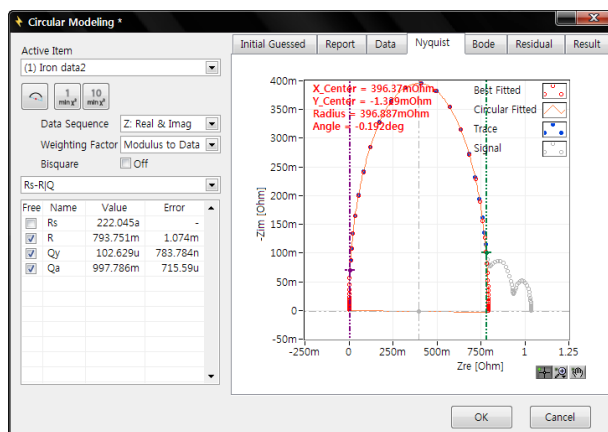 Circular Modeling *
Active Item
(1) Iron data2
1
min χ²
10
min χ²
Data Sequence Z: Real & Imag
Weighting Factor Modulus to Data
Bisquare Off
Rs-R|Q
Free Name Value Error
Rs 222.045a -
R 793.751m 1.074m
Qy 102.629u 783.784n
Qa 997.786m 715.59u
Initial Guessed Report Data Nyquist Bode Residual Result
X_Center = 396.37mOhm
Y_Center = -1.329mOhm
Radius = 396.887mOhm
Angle = -0.192deg
Best Fitted
Circular Fitted
Trace
Signal
-Zim [Ohm]
400m
350m
300m
250m
200m
150m
100m
50m
0
-50m
-250m 0 250m 500m 750m 1 1.25
Zre [Ohm]
OK Cancel